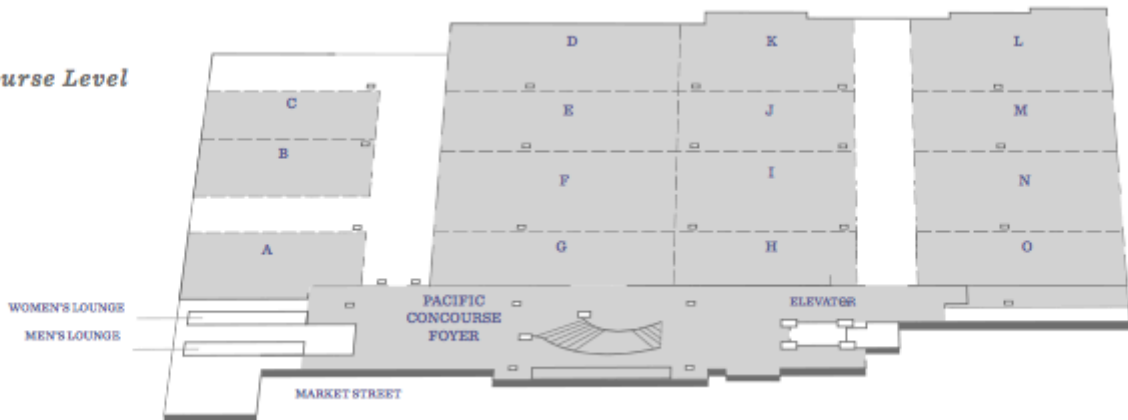 urse Level
D K L
C
E J M
B
F I N
A G H O
WOMEN'S LOUNGE
PACIFIC
CONCOURSE
FOYER
ELEVATOR
MEN'S LOUNGE
MARKET STREET